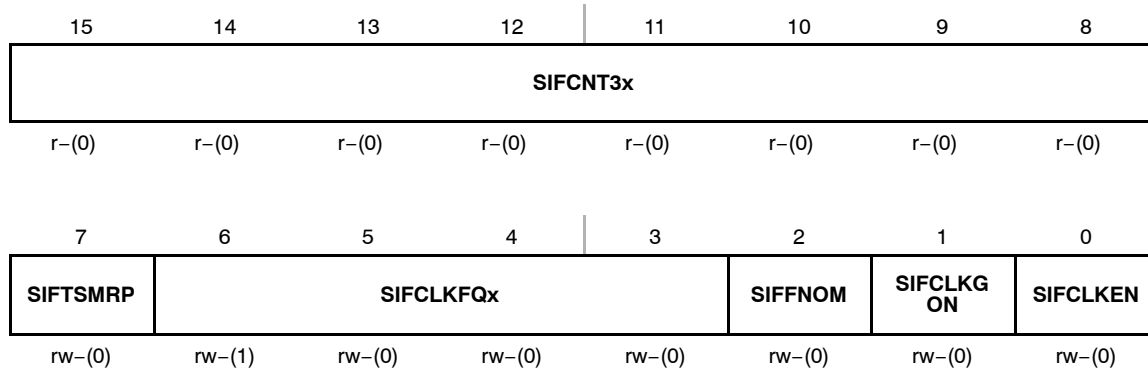 15 14 13 12 11 10 9 8
SIFCNT3x
r−(0) r−(0) r−(0) r−(0) r−(0) r−(0) r−(0) r−(0)
7 6 5 4 3 2 1 0
SIFTSMRP SIFCLKFQx SIFFNOM SIFCLKG SIFCLKEN
ON
rw−(0) rw−(1) rw−(0) rw−(0) rw−(0) rw−(0) rw−(0) rw−(0)